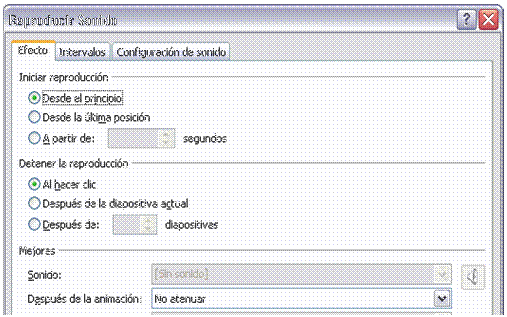 Reproducir Sonido
Efecto Intervalos Configuración de sonido
Iniciar reproducción
Desde el principio
Desde la última posición
A partir de: segundos
Detener la reproducción
Al hacer clic
Después de la diapositiva actual
Después de: diapositivas
Mejoras
Sonido: [Sin sonido]
Después de la animación: No atenuar